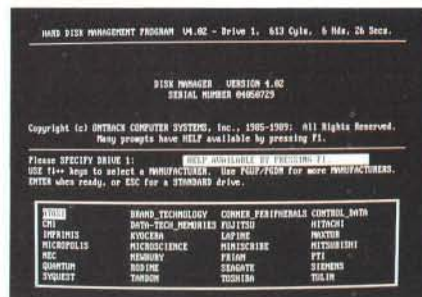 HARD DISK MANAGEMENT PROGRAM V4.02 - Drive 1, 613 Cyls, 6 Hds, 26 Secs.
DISK MANAGER VERSION 4.02
SERIAL NUMBER 04050729
Copyright (c) ONTRACK COMPUTER SYSTEMS, Inc., 1985-1989; All Rights Reserved.
Many prompts have HELP available by pressing F1.
Please SPECIFY DRIVE 1: HELP AVAILABLE BY PRESSING F1.
USE ↑↓←→ keys to select a MANUFACTURER. Use PGUP/PGDN for more MANUFACTURERS.
ENTER when ready, or ESC for a STANDARD drive.
ATASI BRAND_TECHNOLOGY CONNER_PERIPHERALS CONTROL_DATA
CMI DATA-TECH_MEMORIES FUJITSU HITACHI
IMPRIMIS KYOCERA LAPINE MAXTOR
MICROPOLIS MICROSCIENCE MINISCRIBE MITSUBISHI
NEC NEWBURY PRIAM PTI
QUANTUM RODIME SEAGATE SIEMENS
SYQUEST TANDON TOSHIBA TULIN